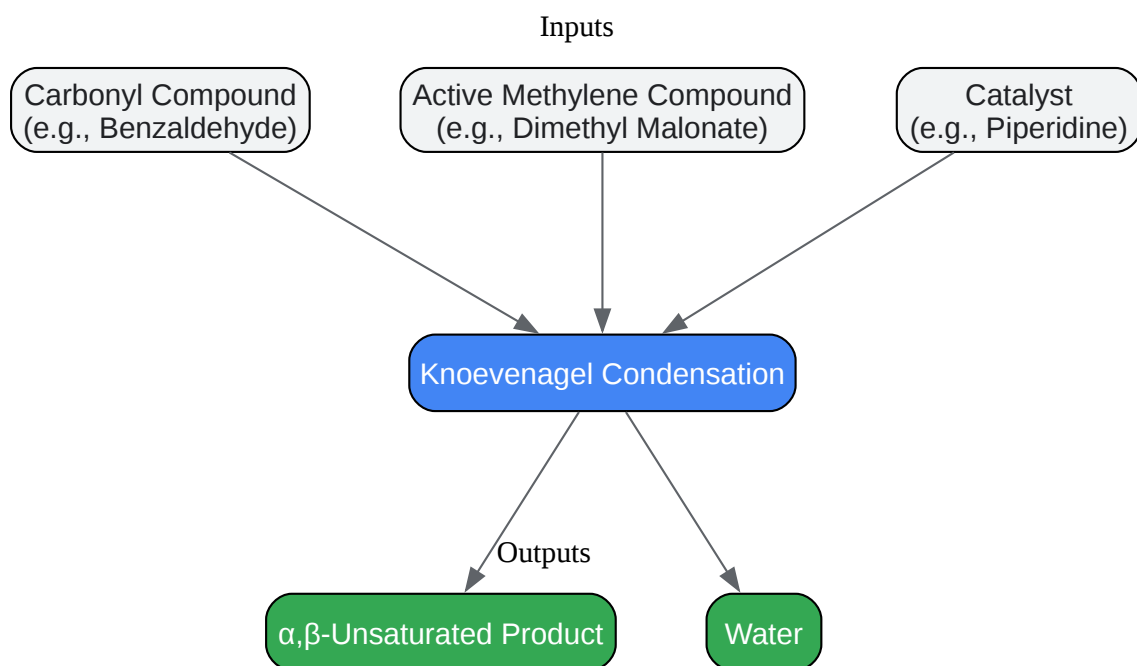 Inputs
Carbonyl Compound
(e.g., Benzaldehyde)
Active Methylene Compound
(e.g., Dimethyl Malonate)
Catalyst
(e.g., Piperidine)
Knoevenagel Condensation
Outputs
α,β-Unsaturated Product
Water